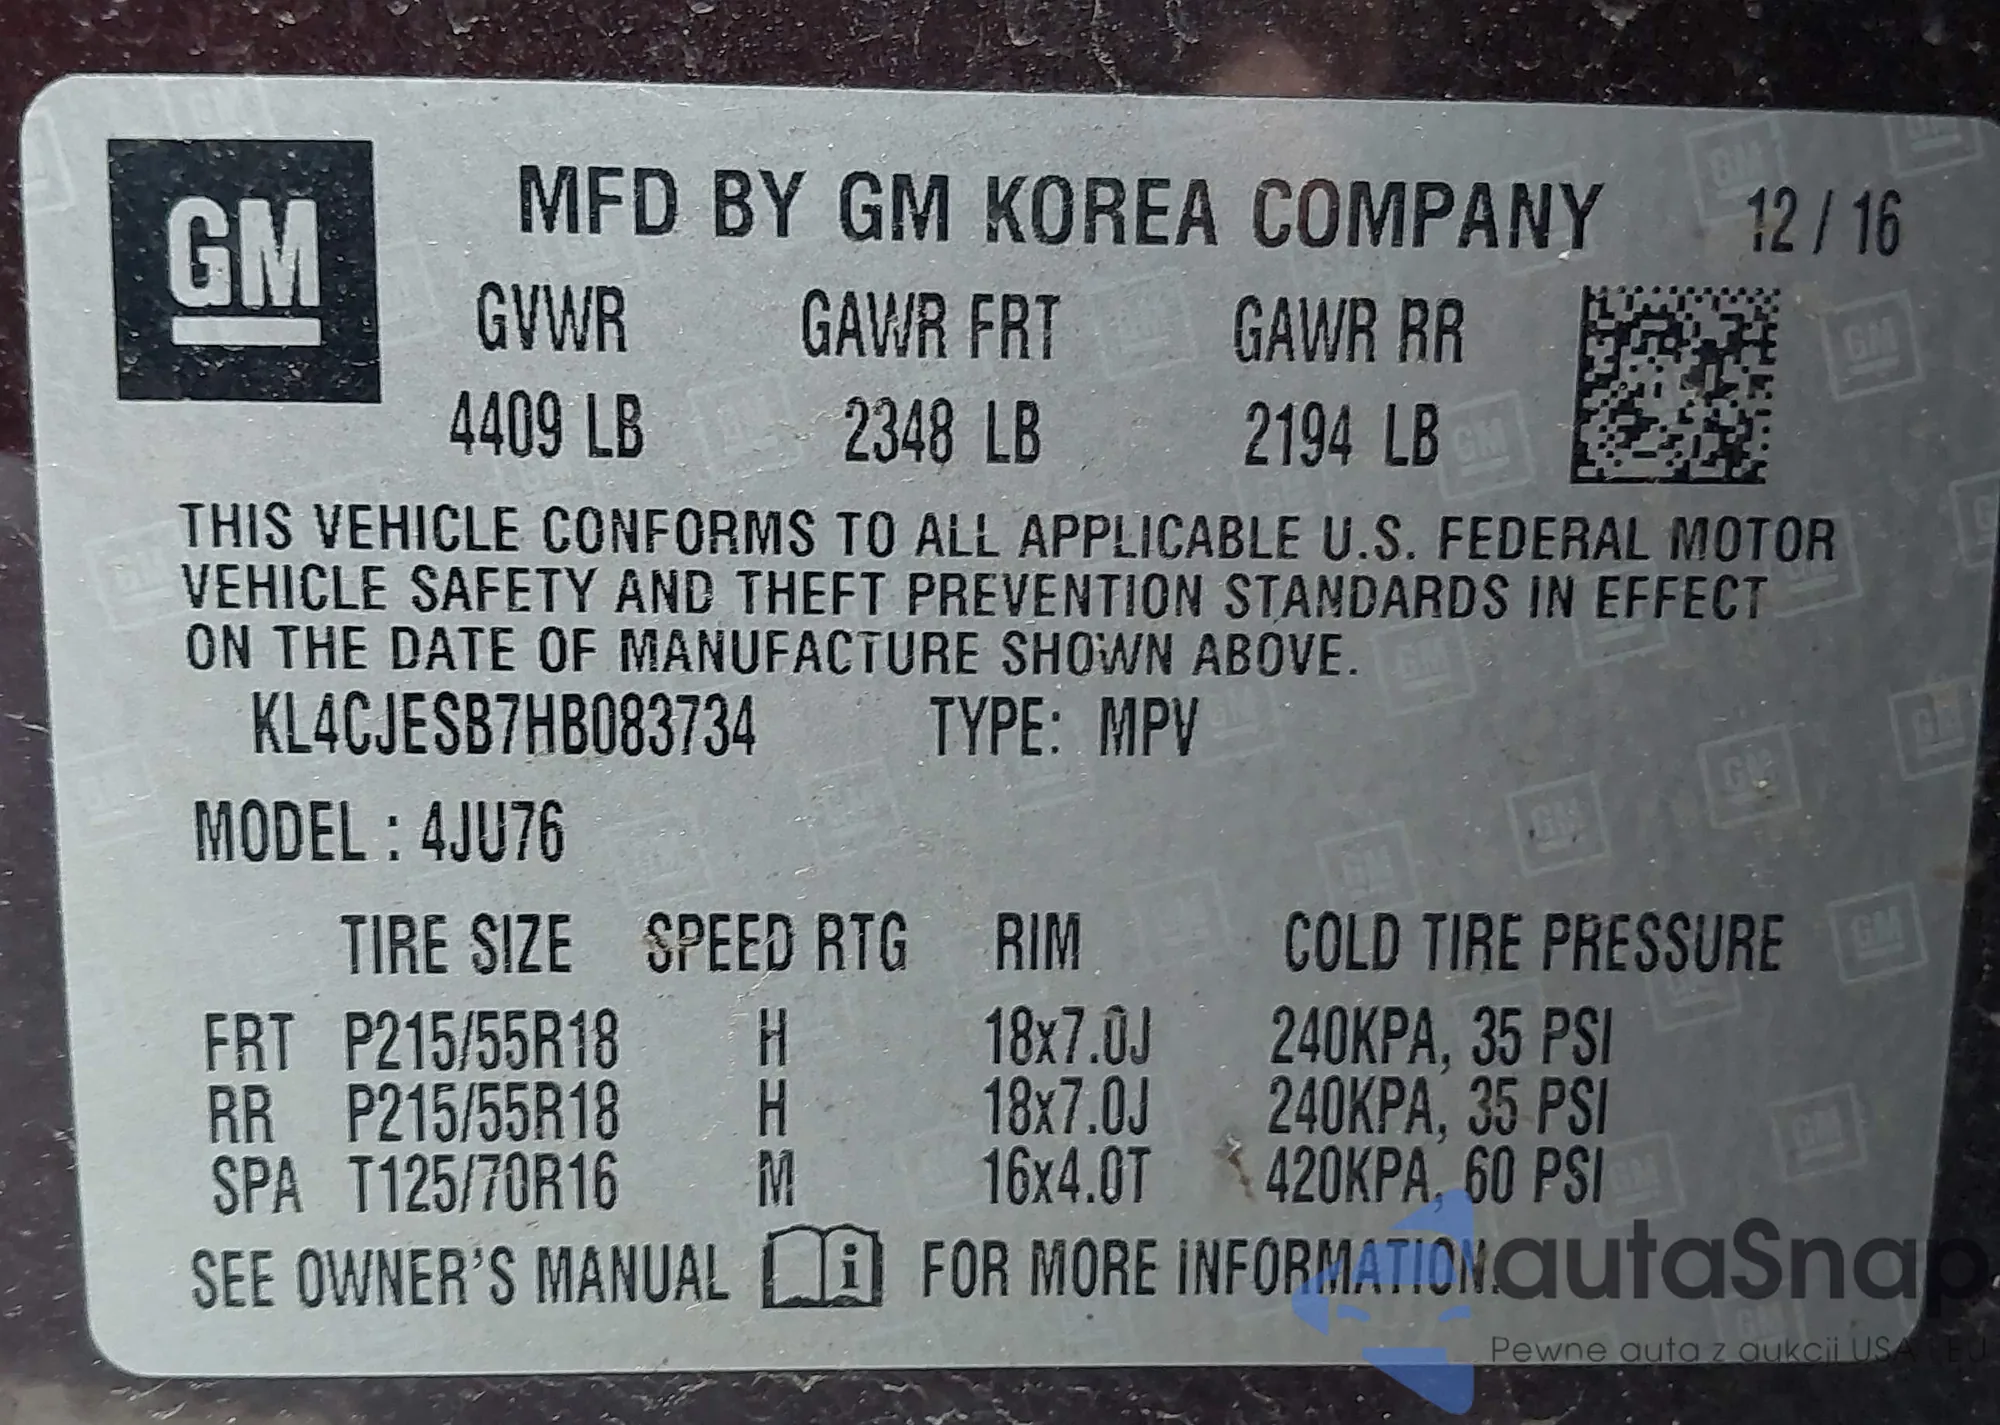 GM
MFD BY GM KOREA COMPANY 12 / 16
GVWR GAWR FRT GAWR RR
4409 LB 2348 LB 2194 LB
THIS VEHICLE CONFORMS TO ALL APPLICABLE U.S. FEDERAL MOTOR
VEHICLE SAFETY AND THEFT PREVENTION STANDARDS IN EFFECT
ON THE DATE OF MANUFACTURE SHOWN ABOVE.
KL4CJESB7HB083734 TYPE: MPV
MODEL : 4JU76
TIRE SIZE SPEED RTG RIM COLD TIRE PRESSURE
FRT P215/55R18 H 18x7.0J 240KPA, 35 PSI
RR P215/55R18 H 18x7.0J 240KPA, 35 PSI
SPA T125/70R16 M 16x4.0T 420KPA, 60 PSI
SEE OWNER'S MANUAL i FOR MORE INFORMATION.
autaSnap
Pewne auta z aukcji USA i EU